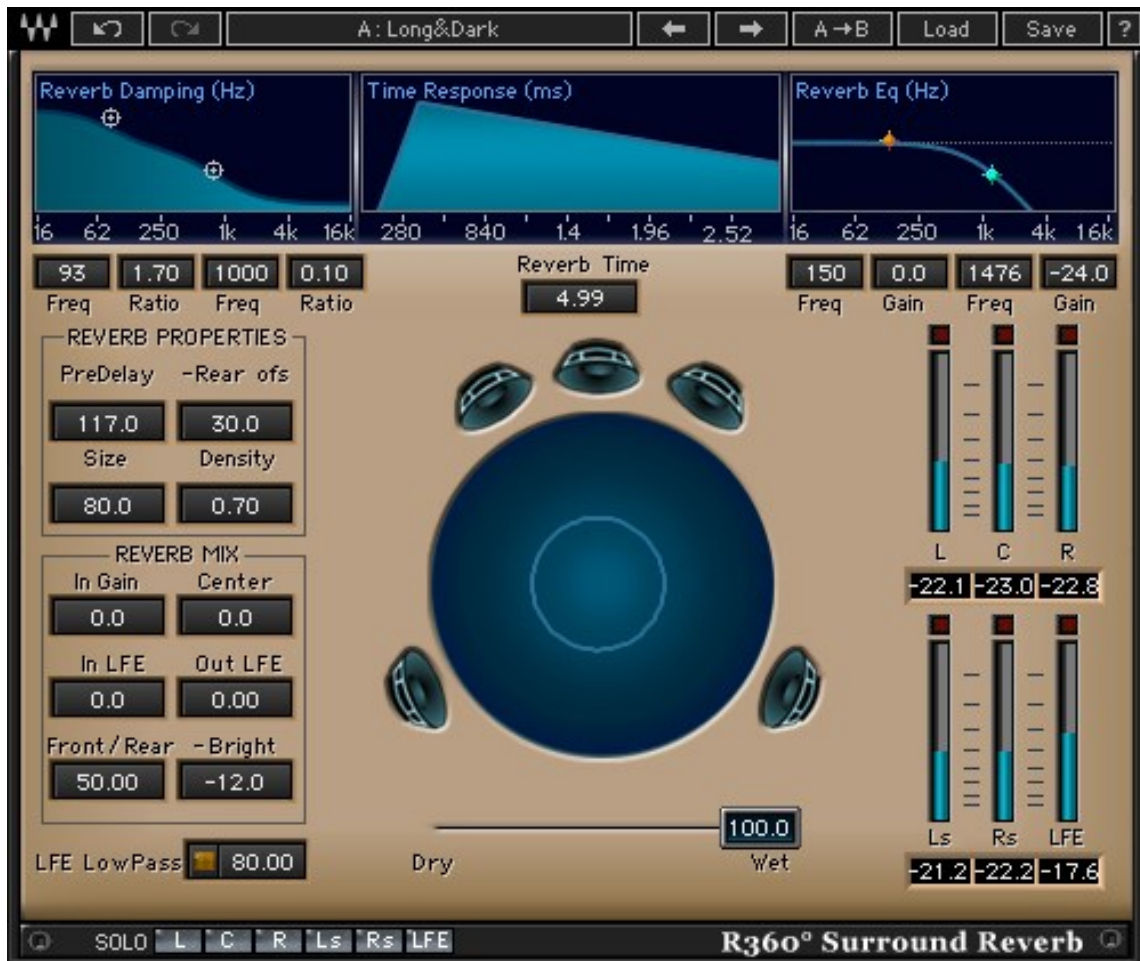 A: Long&Dark A→B Load Save ?
Reverb Damping (Hz) Time Response (ms) Reverb Eq (Hz)
16 62 250 1k 4k 16k 280 840 1.4 1.96 2.52 16 62 250 1k 4k 16k
Reverb Time
93 1.70 1000 0.10 4.99 150 0.0 1476 -24.0
Freq Ratio Freq Ratio Freq Gain Freq Gain
REVERB PROPERTIES
PreDelay -Rear ofs
117.0 30.0
Size Density
80.0 0.70
L C R
-22.1 -23.0 -22.8
REVERB MIX
In Gain Center
0.0 0.0
In LFE Out LFE
0.0 0.00
Front/Rear -Bright
50.00 -12.0
100.0
Dry Wet
Ls Rs LFE
-21.2 -22.2 -17.6
LFE LowPass 80.00
SOLO L C R Ls Rs LFE R360° Surround Reverb